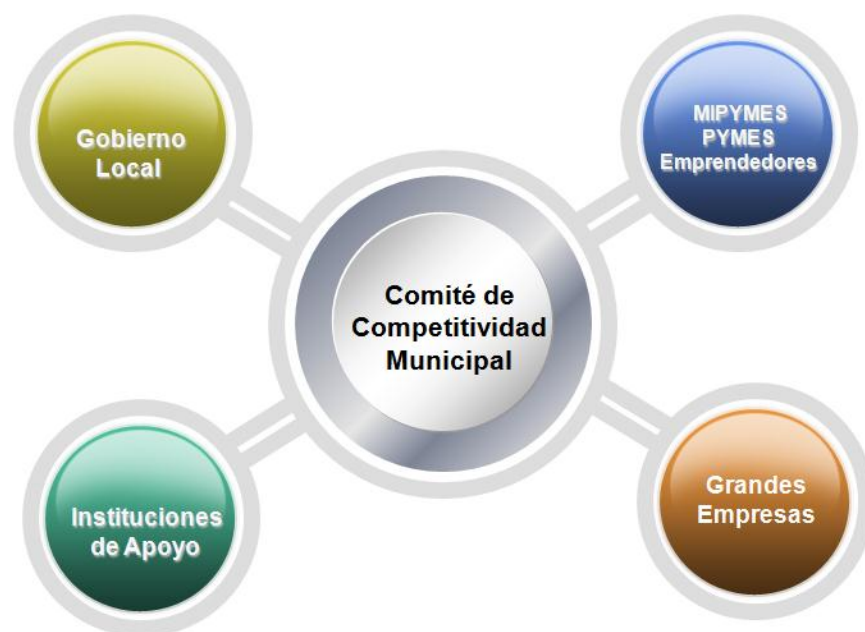 Gobierno
Local
MIPYMES
PYMES
Emprendedores
Comité de
Competitividad
Municipal
Instituciones
de Apoyo
Grandes
Empresas